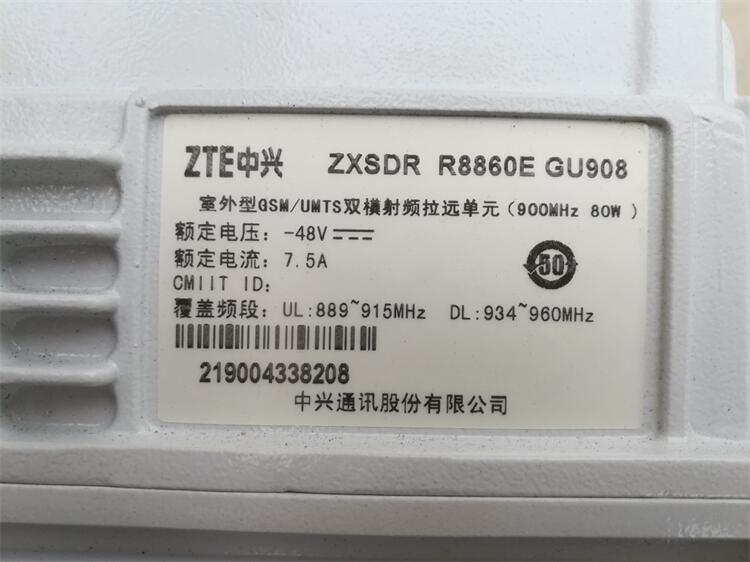 ZTE中兴 ZXSDR R8860E GU908
室外型GSM/UMTS双模射频拉远单元(900MHz 80W )
额定电压: -48V
额定电流: 7.5A
50
CMIIT ID:
覆盖频段: UL:889~915MHz DL:934~960MHz
219004338208
中兴通讯股份有限公司